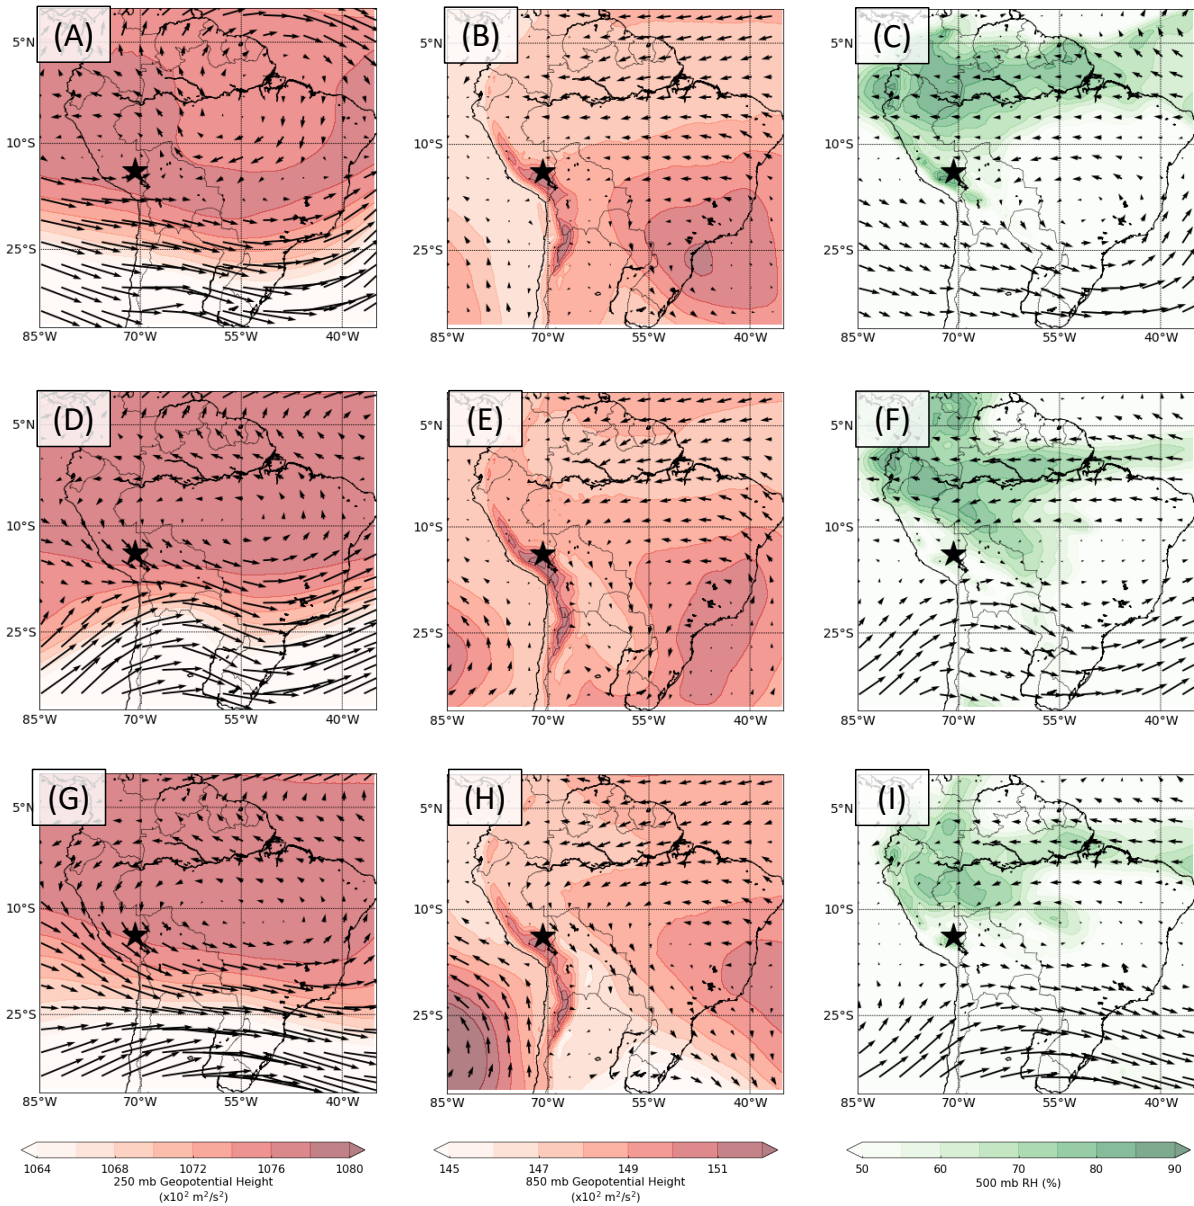 (A)
(B)
(C)
5°N
5°N
5°N
10°S
10°S
10°S
25°S
25°S
25°S
85°W 70°W 55°W 40°W
85°W 70°W 55°W 40°W
85°W 70°W 55°W 40°W
(D)
(E)
(F)
5°N
5°N
5°N
10°S
10°S
10°S
25°S
25°S
25°S
85°W 70°W 55°W 40°W
85°W 70°W 55°W 40°W
85°W 70°W 55°W 40°W
(G)
(H)
(I)
5°N
5°N
5°N
10°S
10°S
10°S
25°S
25°S
25°S
85°W 70°W 55°W 40°W
85°W 70°W 55°W 40°W
85°W 70°W 55°W 40°W
1064 1068 1072 1076 1080
250 mb Geopotential Height
(x10² m²/s²)
145 147 149 151
850 mb Geopotential Height
(x10² m²/s²)
50 60 70 80 90
500 mb RH (%)